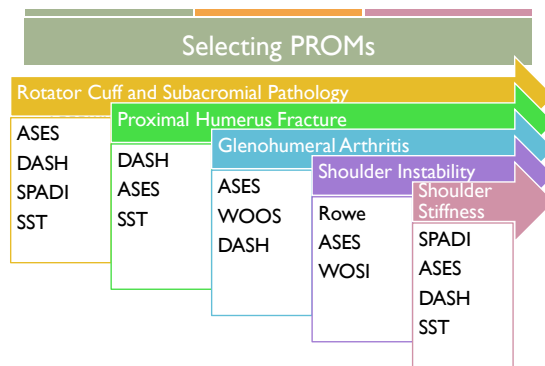 Selecting PROMs
Rotator Cuff and Subacromial Pathology
ASES
DASH
SPADI
SST
Proximal Humerus Fracture
DASH
ASES
SST
Glenohumeral Arthritis
ASES
WOOS
DASH
Shoulder Instability
Rowe
ASES
WOSI
Shoulder
Stiffness
SPADI
ASES
DASH
SST